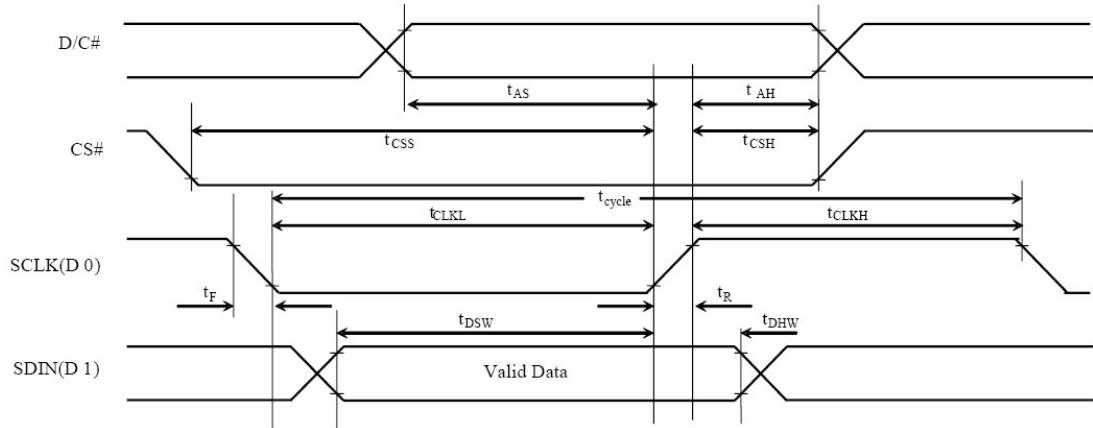 D/C#
t AS
t AH
t CSS
t CSH
CS#
t cycle
t CLKL
t CLKH
SCLK(D 0)
t F
t R
t DSW
t DHW
SDIN(D 1)
Valid Data